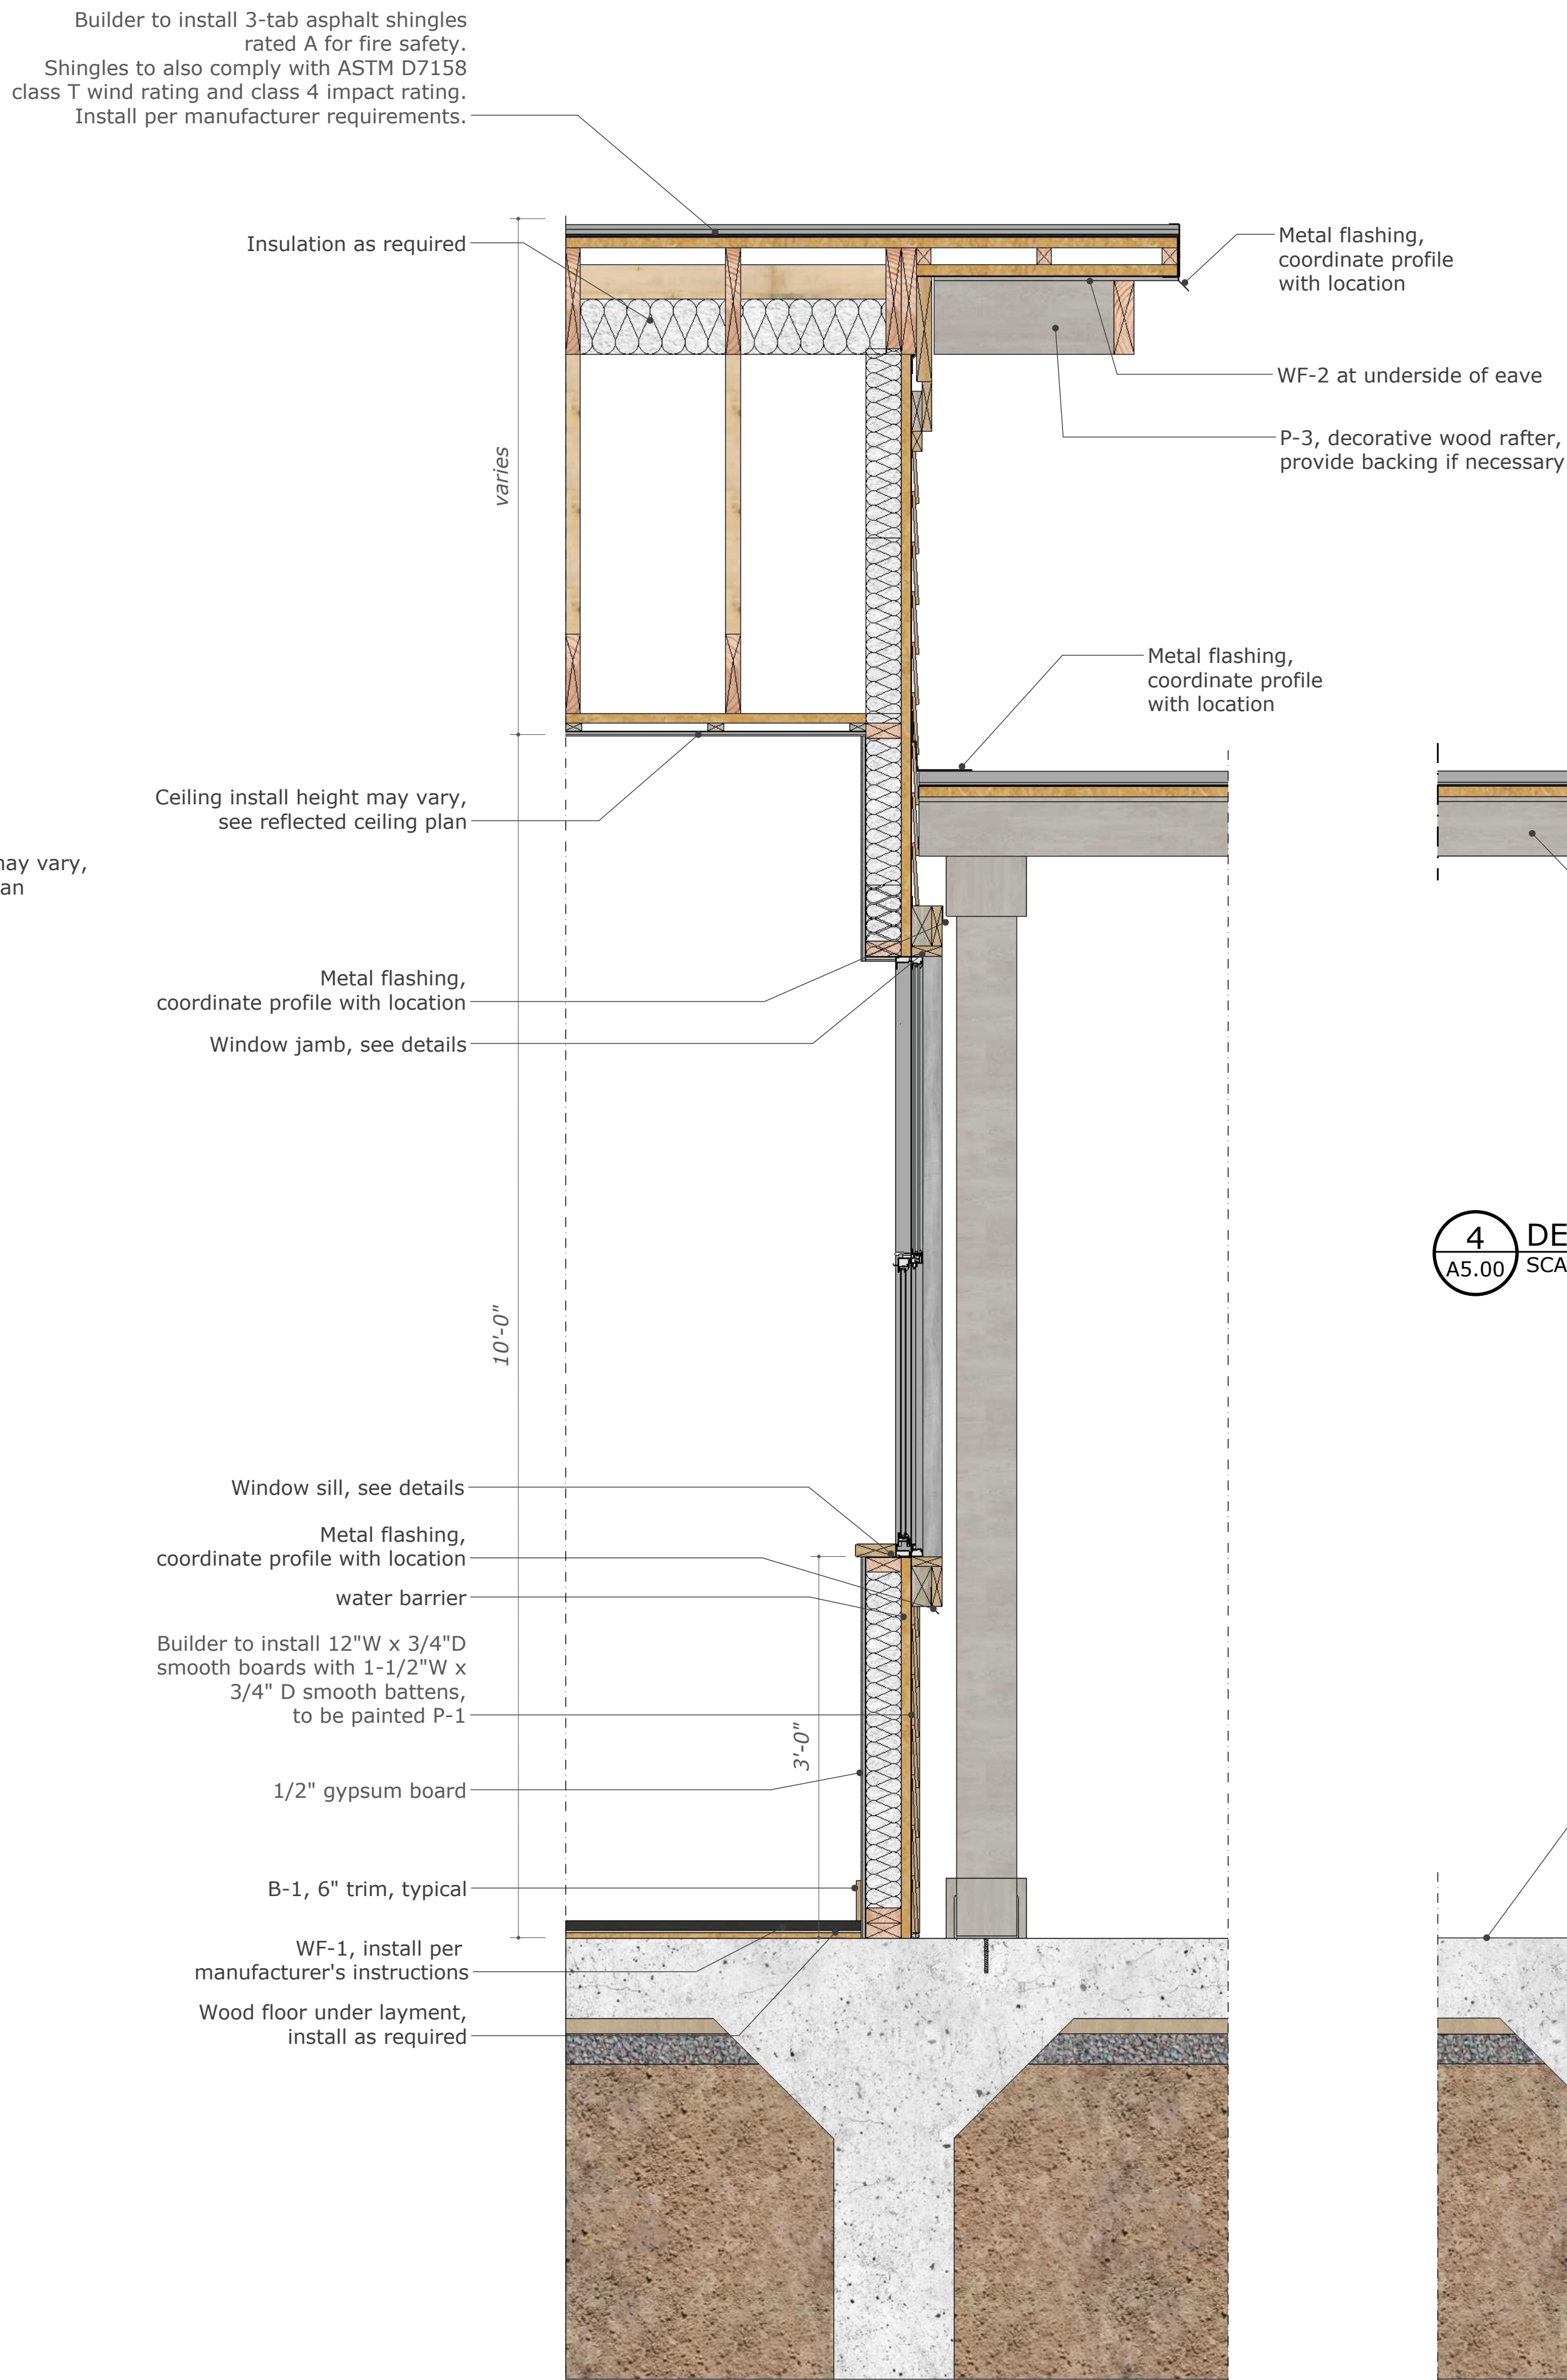 Builder to install 3-tab asphalt shingles
rated A for fire safety.
Shingles to also comply with ASTM D7158
class T wind rating and class 4 impact rating.
Install per manufacturer requirements.
Insulation as required
Metal flashing,
coordinate profile
with location
WF-2 at underside of eave
P-3, decorative wood rafter,
provide backing if necessary
varies
Metal flashing,
coordinate profile
with location
Ceiling install height may vary,
see reflected ceiling plan
may vary,
an
Metal flashing,
coordinate profile with location
Window jamb, see details
4
A5.00
DE
SCA
10'-0"
Window sill, see details
Metal flashing,
coordinate profile with location
water barrier
Builder to install 12"W x 3/4"D
smooth boards with 1-1/2"W x
3/4" D smooth battens,
to be painted P-1
3'-0"
1/2" gypsum board
B-1, 6" trim, typical
WF-1, install per
manufacturer's instructions
Wood floor under layment,
install as required